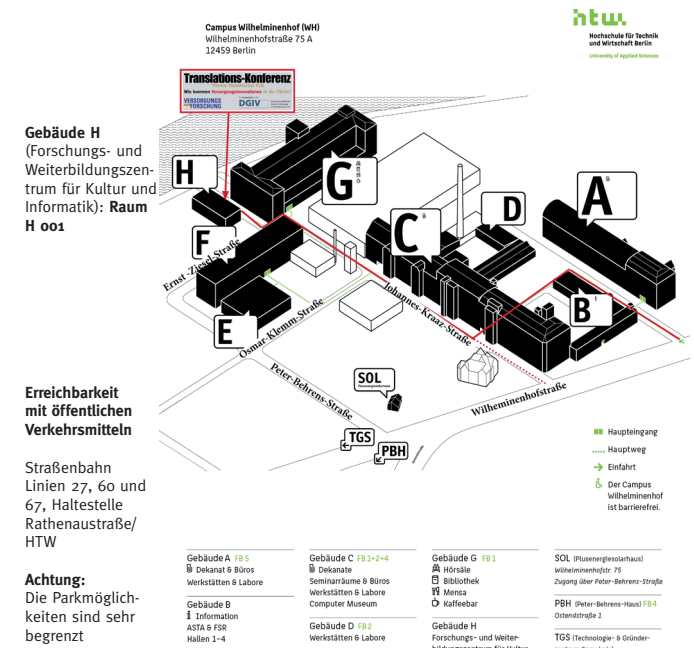 Campus Wilhelminenhof (WH)
Wilhelminenhofstraße 75 A
12459 Berlin
htw.
Hochschule für Technik
und Wirtschaft Berlin
University of Applied Sciences
Translations-Konferenz
Wie kommen Versorgungsinnovationen in die Fläche?
VERSORGUNGS
FORSCHUNG
DGIV
Gebäude H
(Forschungs- und
Weiterbildungszen-
trum für Kultur und
Informatik): Raum
H 001
H
G
A
D
C
F
B
E
Ernst-Ziesel-Straße
Johannes-Kraaz-Straße
Osmar-Klemm-Straße
Peter-Behrens-Straße
Wilheminenhofstraße
SOL
Plusenergiesolarhaus
TGS
PBH
Erreichbarkeit
mit öffentlichen
Verkehrsmitteln
Straßenbahn
Linien 27, 60 und
67, Haltestelle
Rathenaustraße/
HTW
Achtung:
Die Parkmöglich-
keiten sind sehr
begrenzt
Haupteingang
Hauptweg
Einfahrt
Der Campus
Wilhelminenhof
ist barrierefrei.
Gebäude A FB 5
Dekanat & Büros
Werkstätten & Labore
Gebäude B
i Information
ASTA & FSR
Hallen 1–4
Gebäude C FB 1+2+4
Dekanate
Seminarräume & Büros
Werkstätten & Labore
Computer Museum
Gebäude D FB 2
Werkstätten & Labore
Gebäude G FB 1
Hörsäle
Bibliothek
Mensa
Kaffeebar
Gebäude H
Forschungs- und Weiter-
bildungszentrum für Kultur
SOL (Plusenergiesolarhaus)
Wilhelminenhofstr. 75
Zugang über Peter-Behrens-Straße
PBH (Peter-Behrens-Haus) FB 4
Ostendstraße 1
TGS (Technologie- & Gründer-